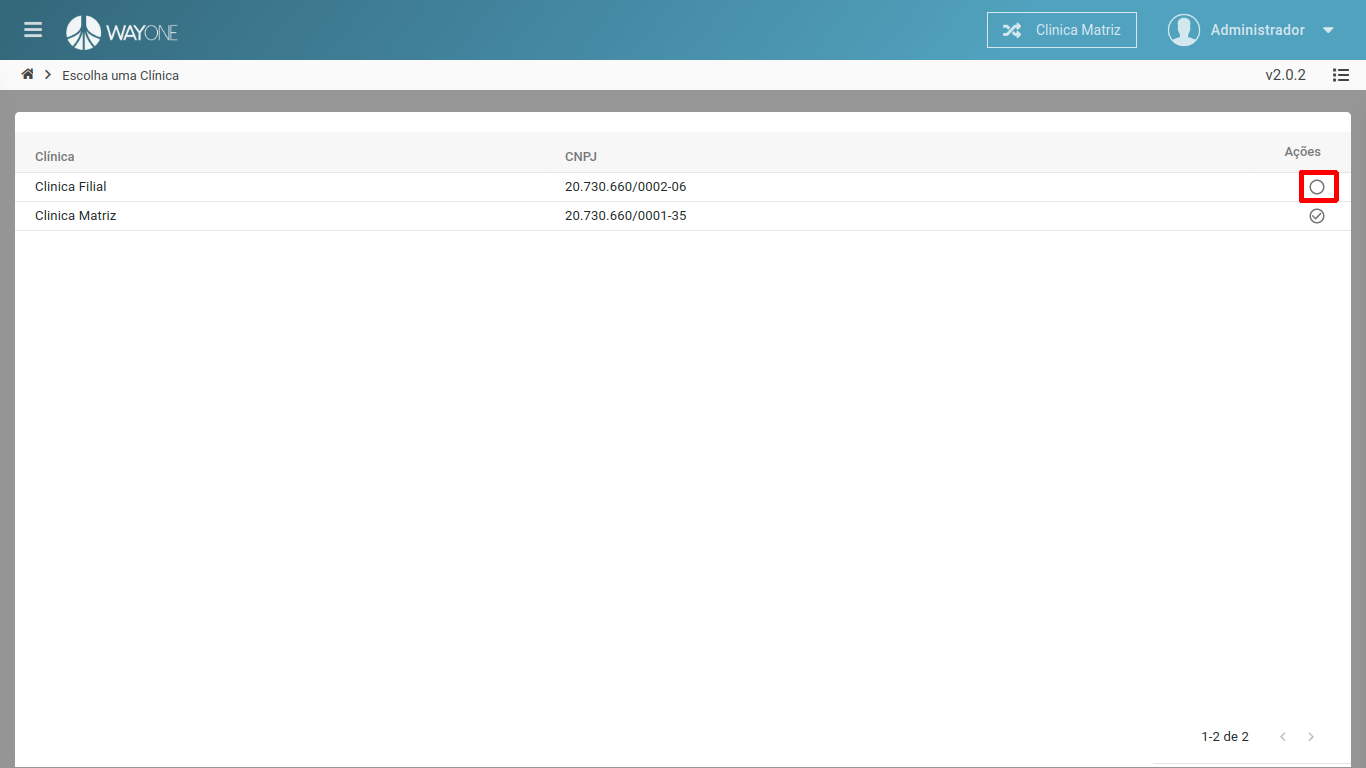 WAYONE
Clinica Matriz
Administrador
Escolha uma Clínica
v2.0.2
Clínica CNPJ Ações
Clinica Filial 20.730.660/0002-06
Clinica Matriz 20.730.660/0001-35
1-2 de 2